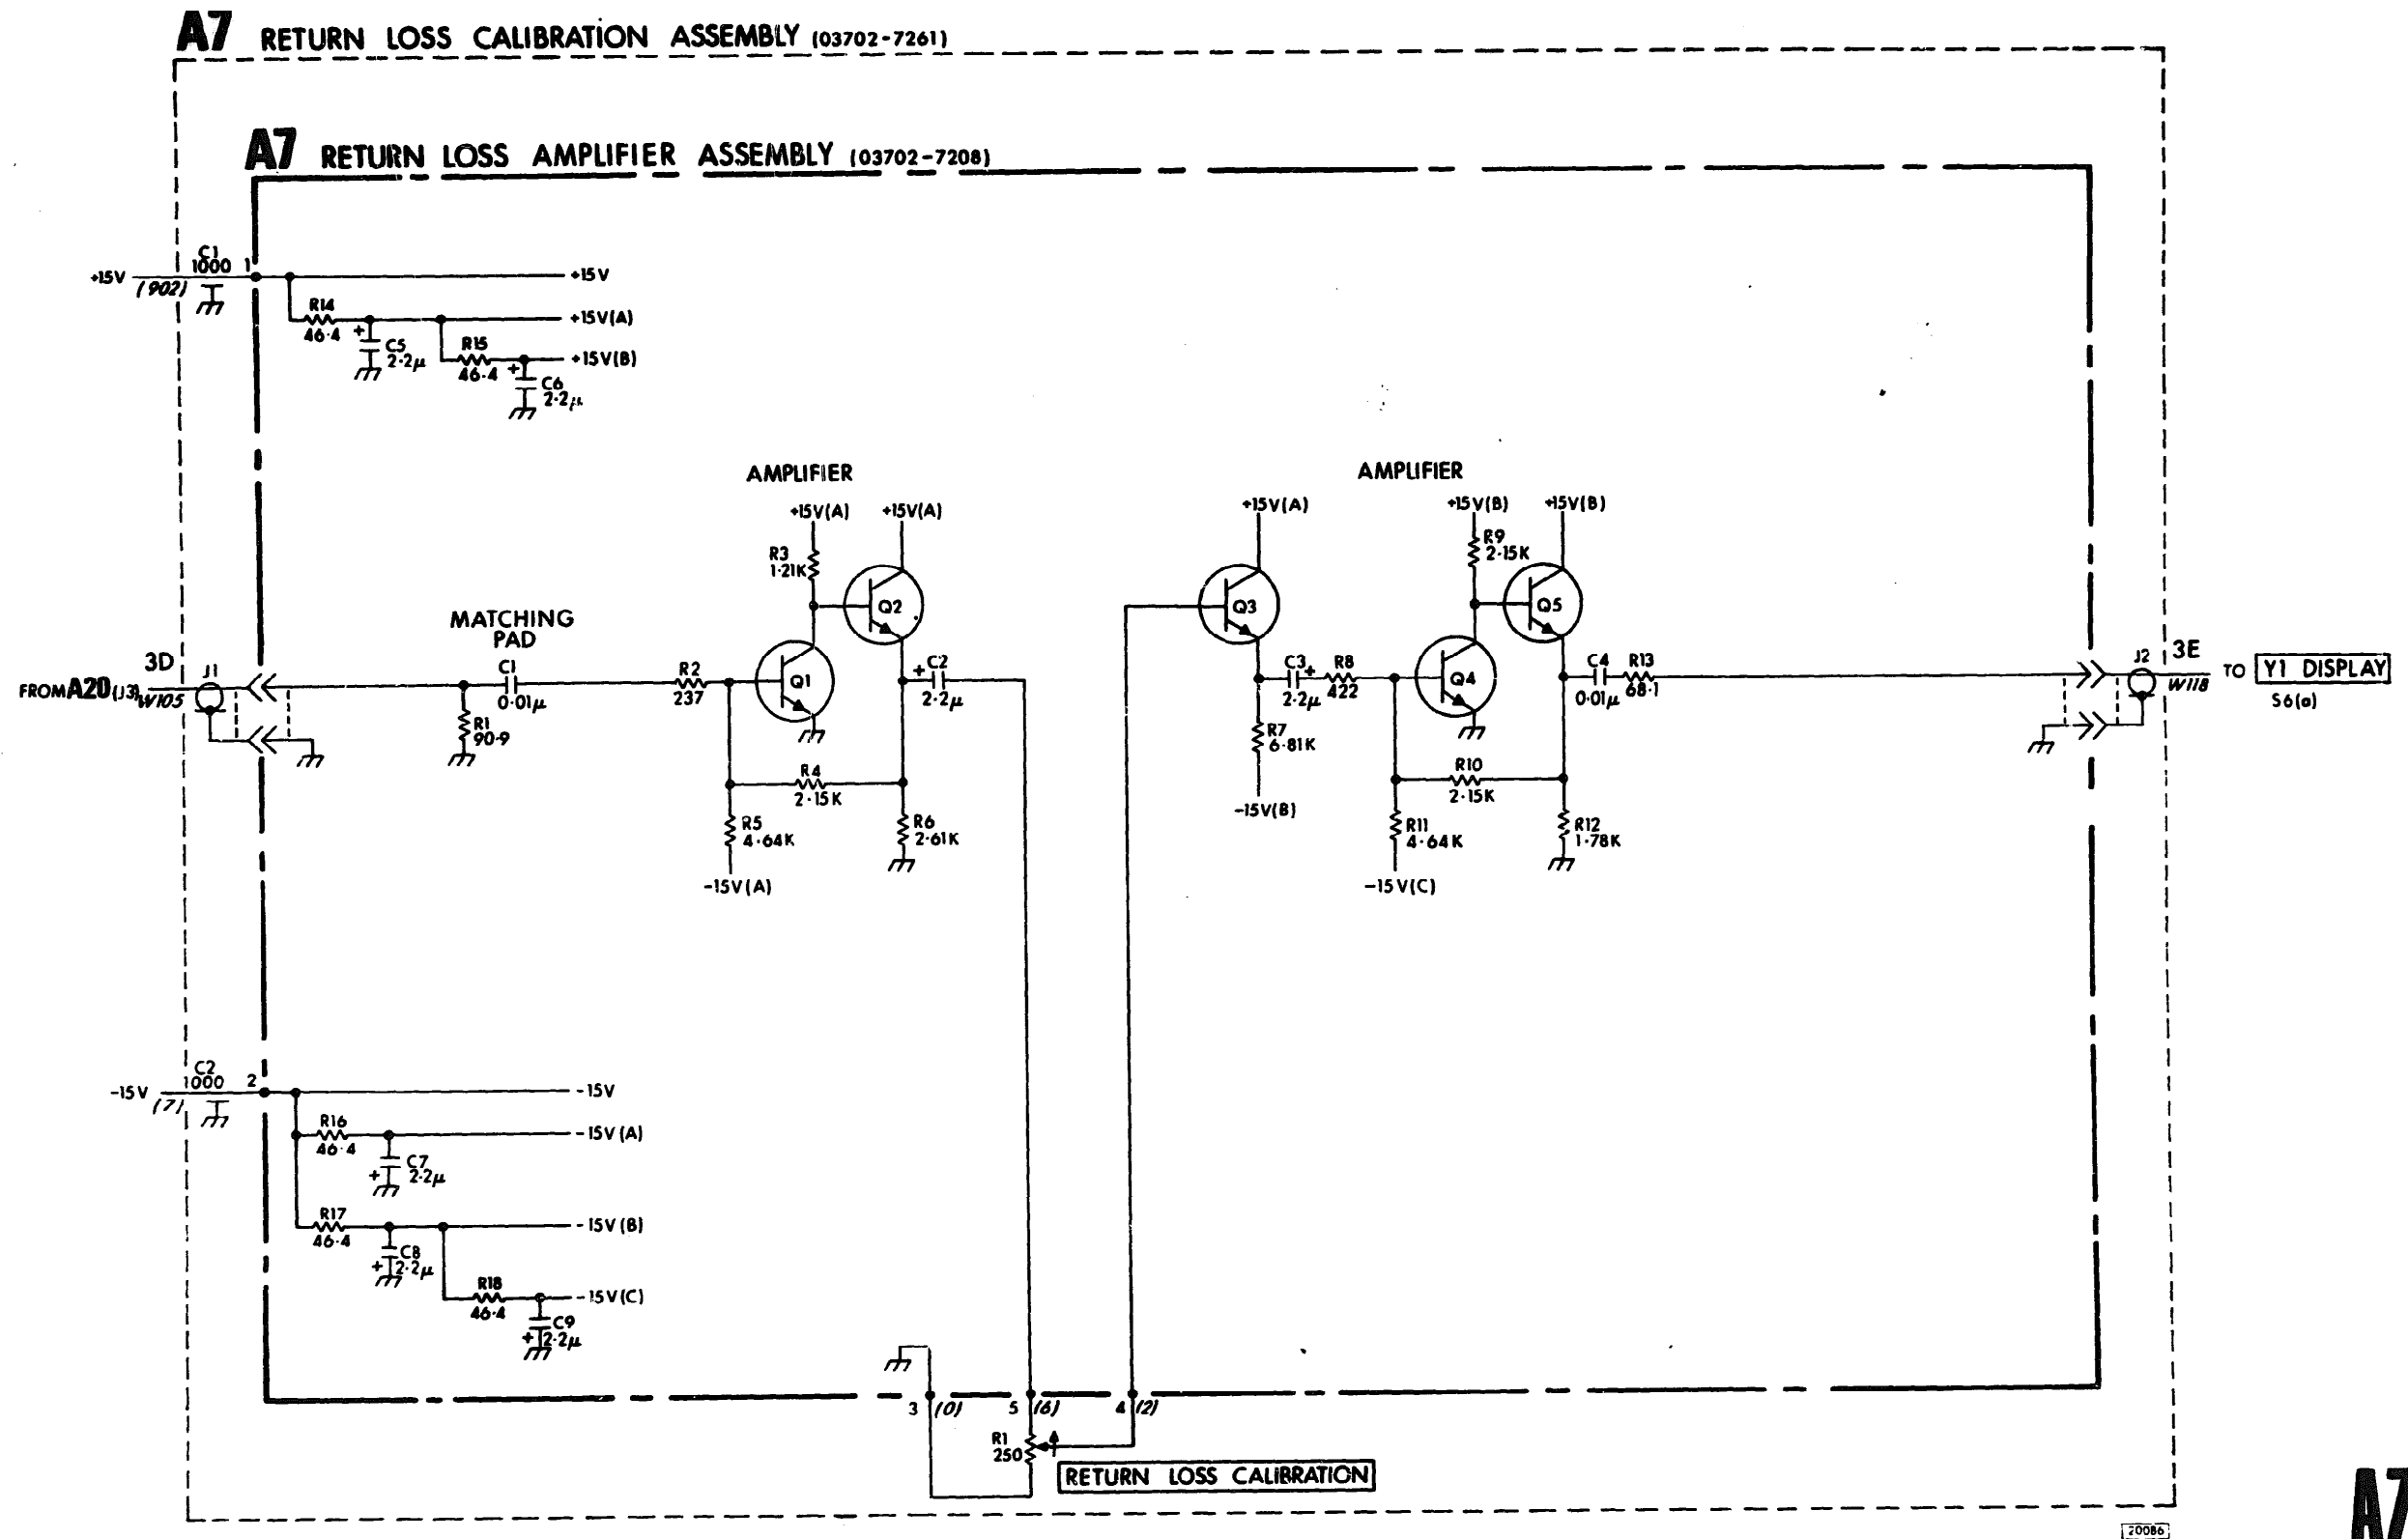 A7 RETURN LOSS CALIBRATION ASSEMBLY (03702-7261)
A7 RETURN LOSS AMPLIFIER ASSEMBLY (03702-7208)
C1
1000 1
+15V
(902)
+15V
R14
46·4
+15V(A)
+
C5
2·2µ
R15
46·4
+15V(B)
+
C6
2·2µ
AMPLIFIER
AMPLIFIER
+15V(A)
+15V(A)
+15V(A)
+15V(B)
+15V(B)
R3
1·21K
Q2
Q3
R9
2·15K
Q5
MATCHING
PAD
3D
J1
FROM A20 (J3)
W105
C1
0·01µ
R1
90·9
R2
237
Q1
+
C2
2·2µ
C3
+
2·2µ
R8
422
Q4
C4
0·01µ
R13
68·1
J2
3E
W118
TO Y1 DISPLAY
S6(a)
R4
2·15K
R5
4·64K
R6
2·61K
-15V(A)
R7
6·81K
-15V(B)
R10
2·15K
R11
4·64K
R12
1·78K
-15V(C)
C2
1000 2
-15V
(7)
-15V
R16
46·4
-15V(A)
C7
+
2·2µ
R17
46·4
-15V(B)
C8
+
2·2µ
R18
46·4
-15V(C)
C9
+
2·2µ
3 (0)
5 (6)
4 (2)
R1
250
RETURN LOSS CALIBRATION
A7
20086